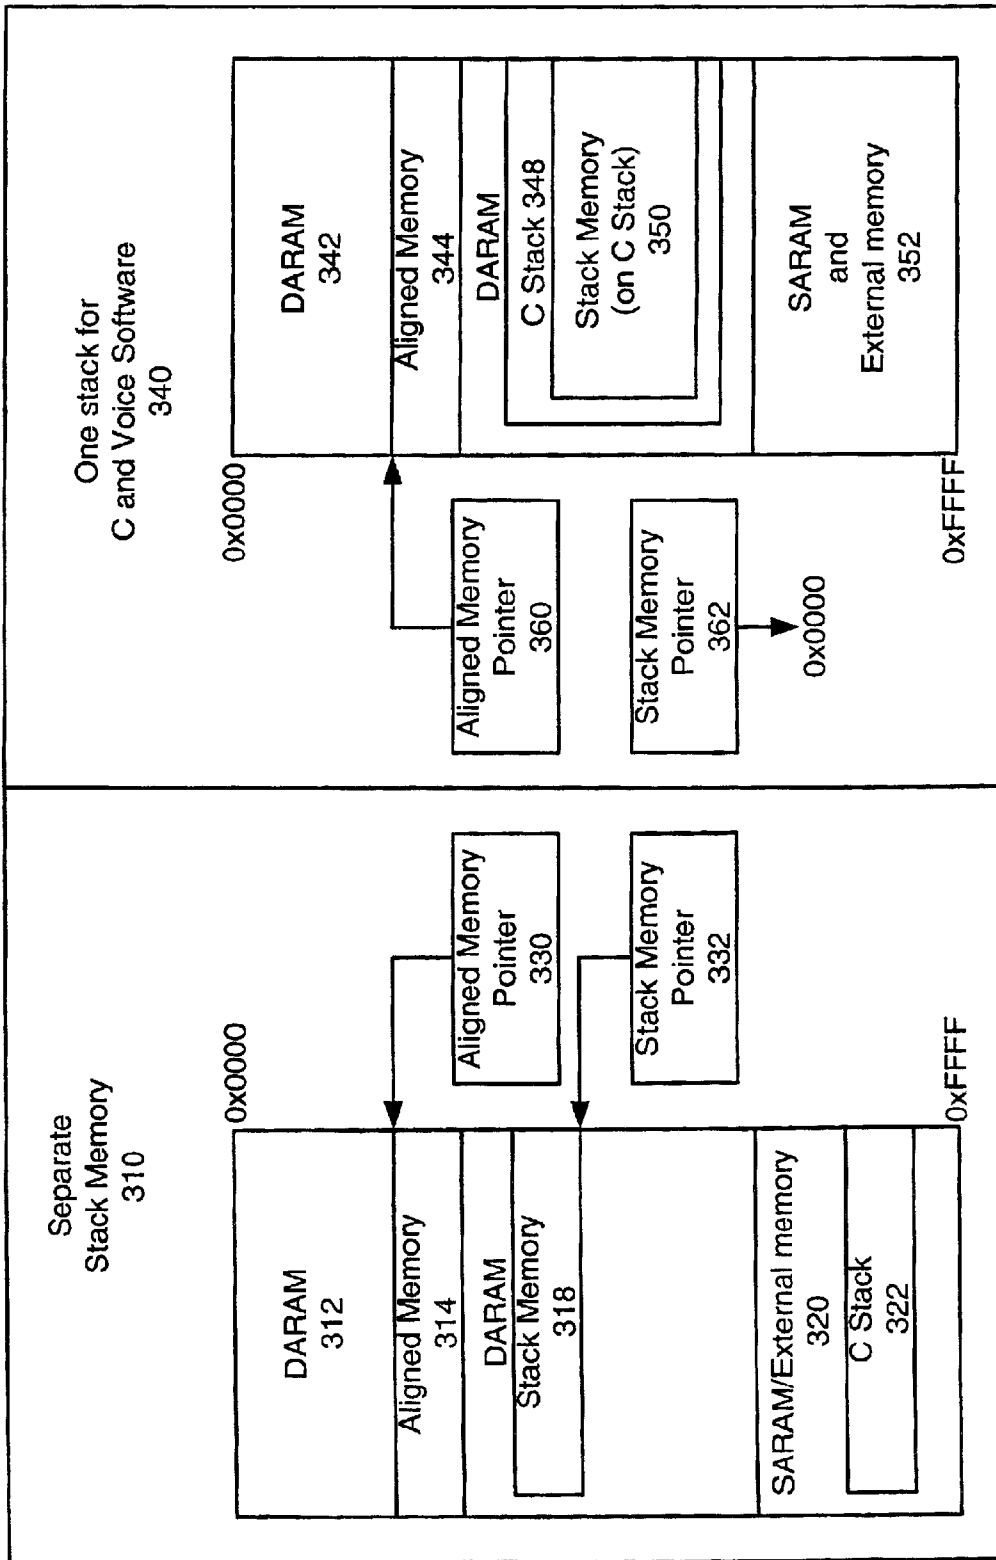 Separate
Stack Memory
310
0x0000
DARAM
312
Aligned Memory
314
DARAM
Stack Memory
318
SARAM/External memory
320
C Stack
322
0xFFFF
Aligned Memory
Pointer
330
Stack Memory
Pointer
332
One stack for
C and Voice Software
340
0x0000
DARAM
342
Aligned Memory
344
DARAM
C Stack 348
Stack Memory
(on C Stack)
350
SARAM
and
External memory
352
0xFFFF
Aligned Memory
Pointer
360
Stack Memory
Pointer
362
0x0000